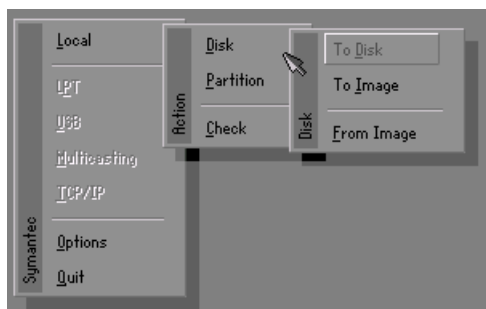 Local
LPT
USB
Multicasting
TCP/IP
Options
Quit
Symantec
Disk
Partition
Check
Action
To Disk
To Image
From Image
Disk